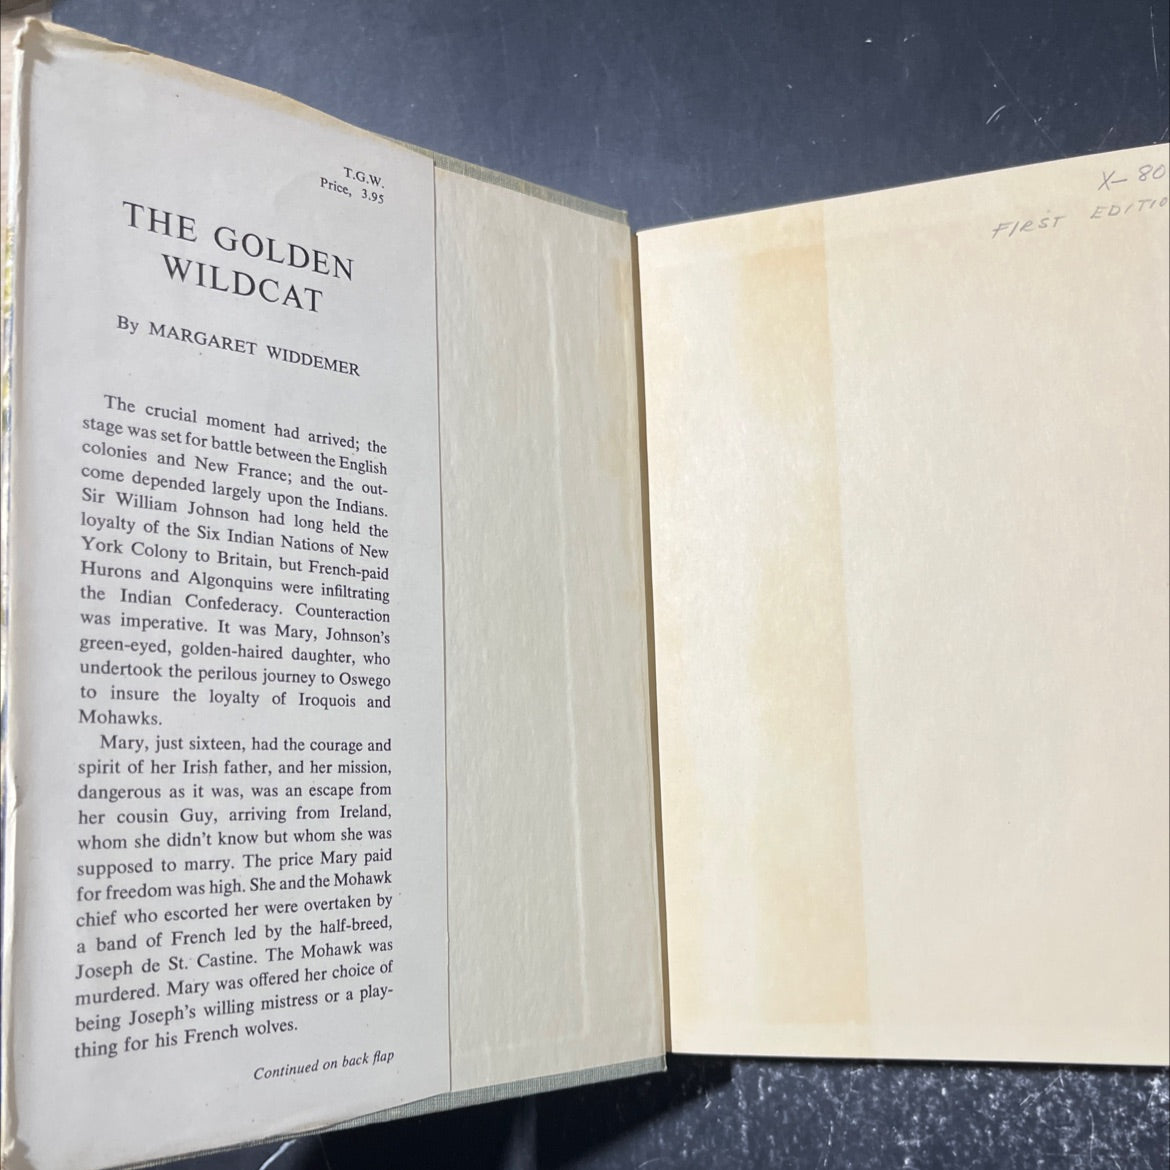 T.G.W.
Price, 3.95
THE GOLDEN
WILDCAT
By MARGARET WIDDEMER
The crucial moment had arrived; the
stage was set for battle between the English
colonies and New France; and the out-
come depended largely upon the Indians.
Sir William Johnson had long held the
loyalty of the Six Indian Nations of New
York Colony to Britain, but French-paid
Hurons and Algonquins were infiltrating
the Indian Confederacy. Counteraction
was imperative. It was Mary, Johnson's
green-eyed, golden-haired daughter, who
undertook the perilous journey to Oswego
to insure the loyalty of Iroquois and
Mohawks.
Mary, just sixteen, had the courage and
spirit of her Irish father, and her mission,
dangerous as it was, was an escape from
her cousin Guy, arriving from Ireland,
whom she didn't know but whom she was
supposed to marry. The price Mary paid
for freedom was high. She and the Mohawk
chief who escorted her were overtaken by
a band of French led by the half-breed,
Joseph de St. Castine. The Mohawk was
murdered. Mary was offered her choice of
being Joseph's willing mistress or a play-
thing for his French wolves.
Continued on back flap
X- 80
FIRST EDITIO